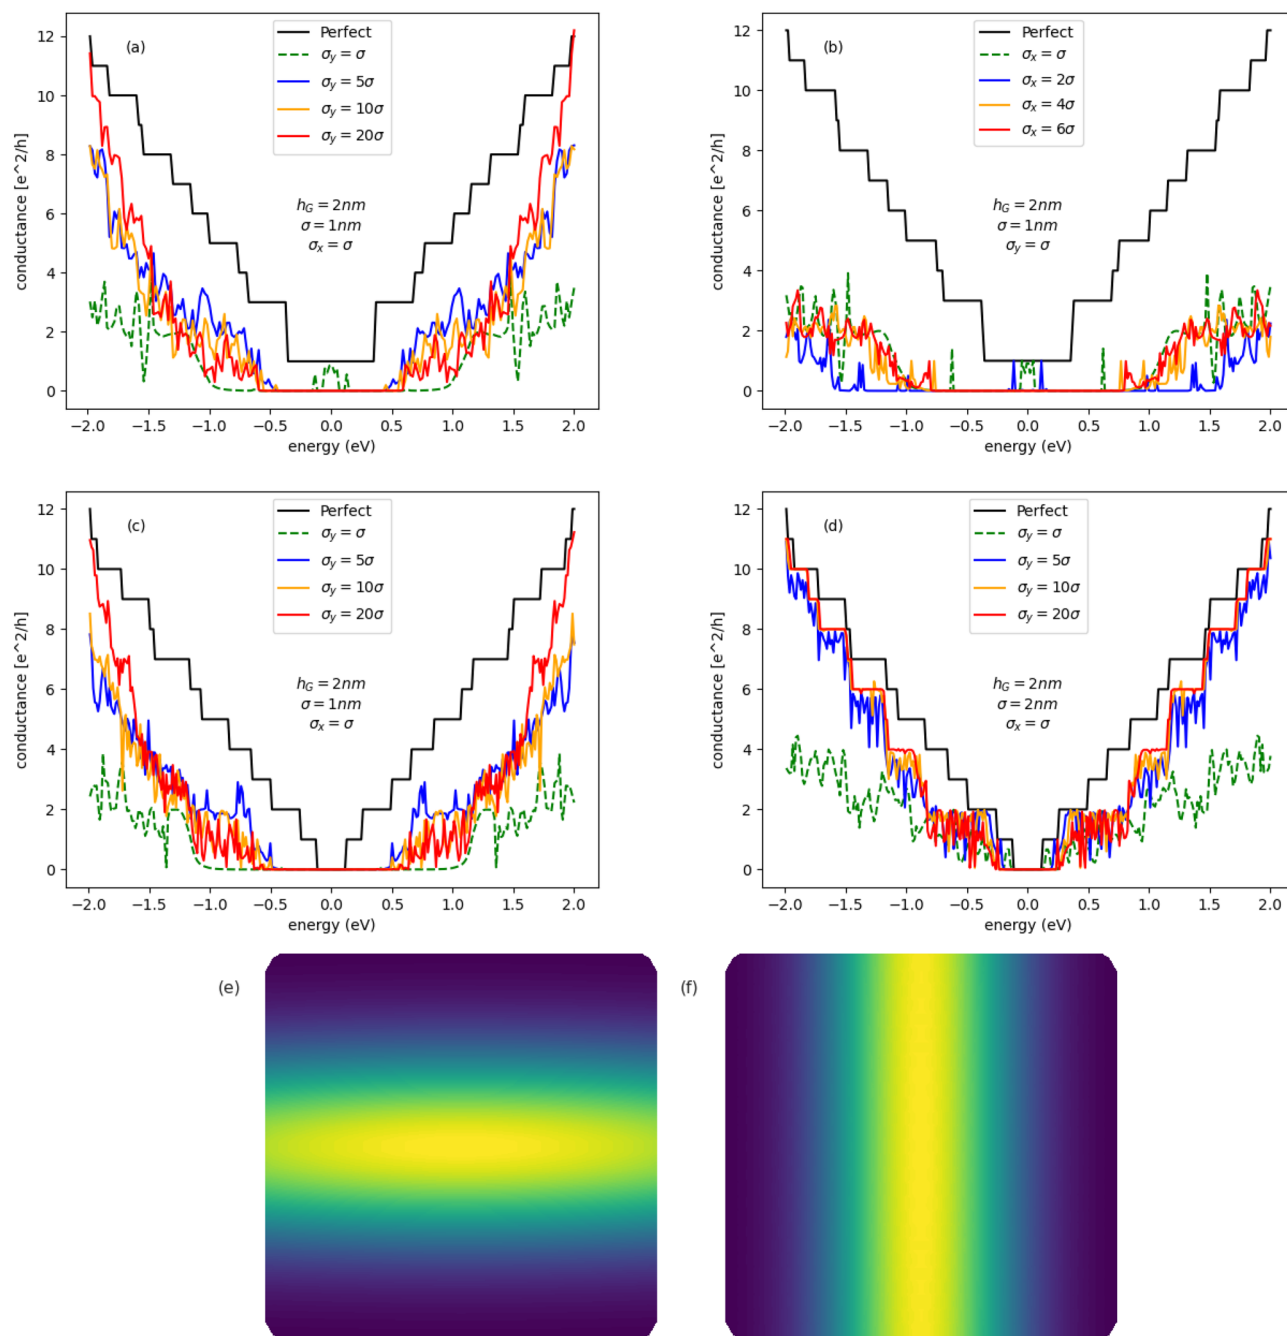 (a)
Perfect
σy = σ
σy = 5σ
σy = 10σ
σy = 20σ
hG = 2nm
σ = 1nm
σx = σ
conductance [e^2/h]
12
10
8
6
4
2
0
−2.0 −1.5 −1.0 −0.5 0.0 0.5 1.0 1.5 2.0
energy (eV)
(b)
Perfect
σx = σ
σx = 2σ
σx = 4σ
σx = 6σ
hG = 2nm
σ = 1nm
σy = σ
conductance [e^2/h]
12
10
8
6
4
2
0
−2.0 −1.5 −1.0 −0.5 0.0 0.5 1.0 1.5 2.0
energy (eV)
(c)
Perfect
σy = σ
σy = 5σ
σy = 10σ
σy = 20σ
hG = 2nm
σ = 1nm
σx = σ
conductance [e^2/h]
12
10
8
6
4
2
0
−2.0 −1.5 −1.0 −0.5 0.0 0.5 1.0 1.5 2.0
energy (eV)
(d)
Perfect
σy = σ
σy = 5σ
σy = 10σ
σy = 20σ
hG = 2nm
σ = 2nm
σx = σ
conductance [e^2/h]
12
10
8
6
4
2
0
−2.0 −1.5 −1.0 −0.5 0.0 0.5 1.0 1.5 2.0
energy (eV)
(e)
(f)